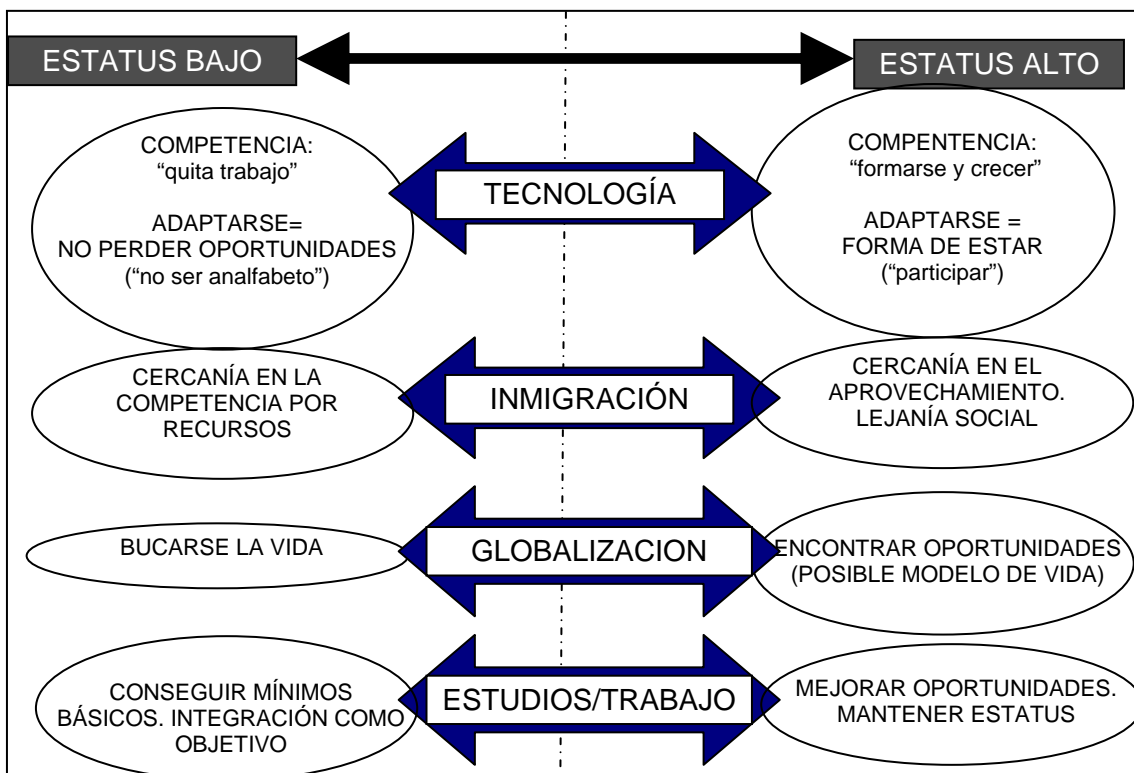 ESTATUS BAJO
ESTATUS ALTO
COMPETENCIA:
“quita trabajo”
ADAPTARSE=
NO PERDER OPORTUNIDADES
(“no ser analfabeto”)
TECNOLOGÍA
COMPENTENCIA:
“formarse y crecer”
ADAPTARSE =
FORMA DE ESTAR
(“participar”)
CERCANÍA EN LA
COMPETENCIA POR
RECURSOS
INMIGRACIÓN
CERCANÍA EN EL
APROVECHAMIENTO.
LEJANÍA SOCIAL
BUCARSE LA VIDA
GLOBALIZACION
ENCONTRAR OPORTUNIDADES
(POSIBLE MODELO DE VIDA)
CONSEGUIR MÍNIMOS
BÁSICOS. INTEGRACIÓN COMO
OBJETIVO
ESTUDIOS/TRABAJO
MEJORAR OPORTUNIDADES.
MANTENER ESTATUS